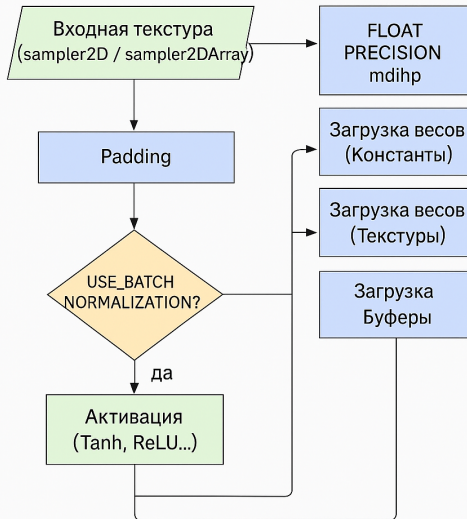 Входная текстура
(sampler2D / sampler2DArray)
FLOAT
PRECISION
mdihp
Padding
Загрузка весов
(Константы)
Загрузка весов
(Текстуры)
USE_BATCH
NORMALIZATION?
Загрузка
Буферы
да
Активация
(Tanh, ReLU...)